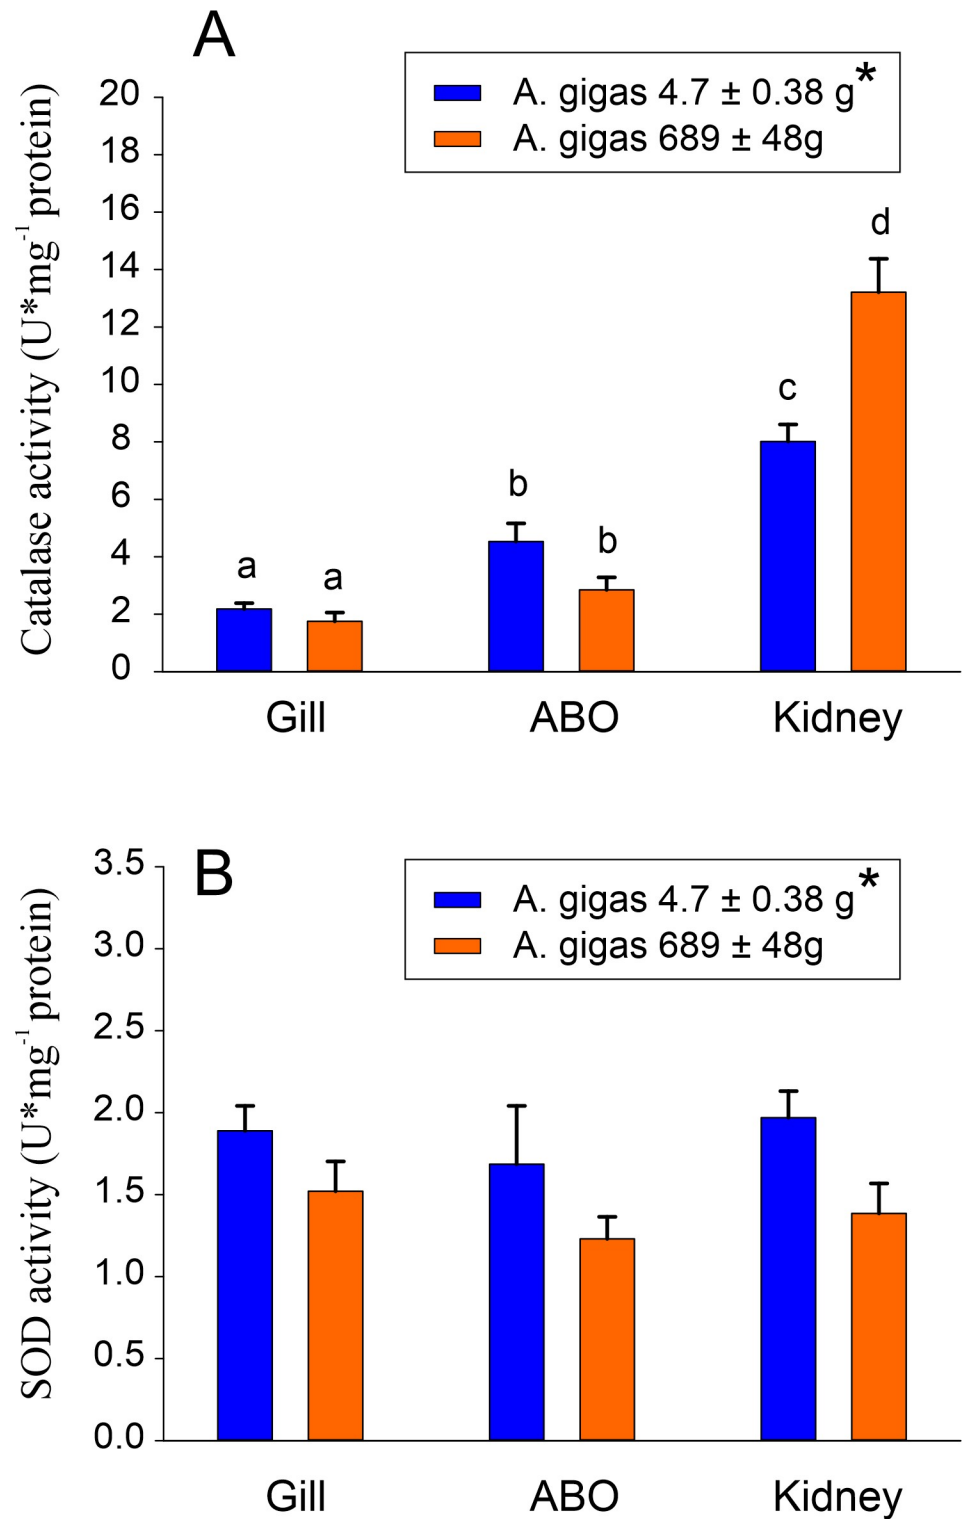 A
A. gigas 4.7 ± 0.38 g*
A. gigas 689 ± 48g
Catalase activity (U*mg-1 protein)
20
18
16
14
12
10
8
6
4
2
0
a
a
b
b
c
d
Gill
ABO
Kidney
B
A. gigas 4.7 ± 0.38 g*
A. gigas 689 ± 48g
SOD activity (U*mg-1 protein)
3.5
3.0
2.5
2.0
1.5
1.0
0.5
0.0
Gill
ABO
Kidney